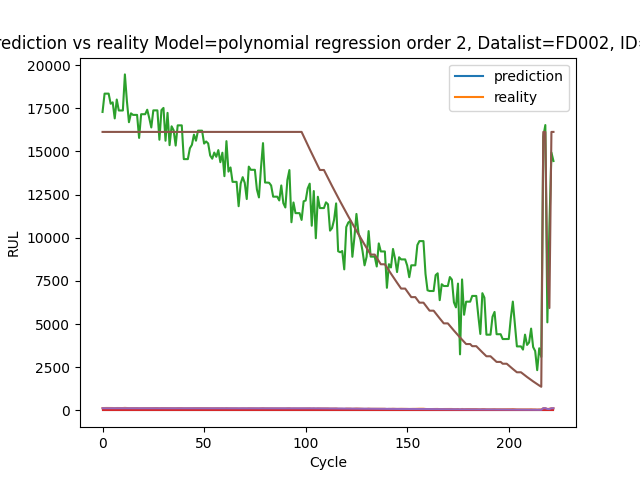 rediction vs reality Model=polynomial regression order 2, Datalist=FD002, ID=
20000
17500
15000
12500
10000
7500
5000
2500
0
RUL
prediction
reality
0 50 100 150 200
Cycle